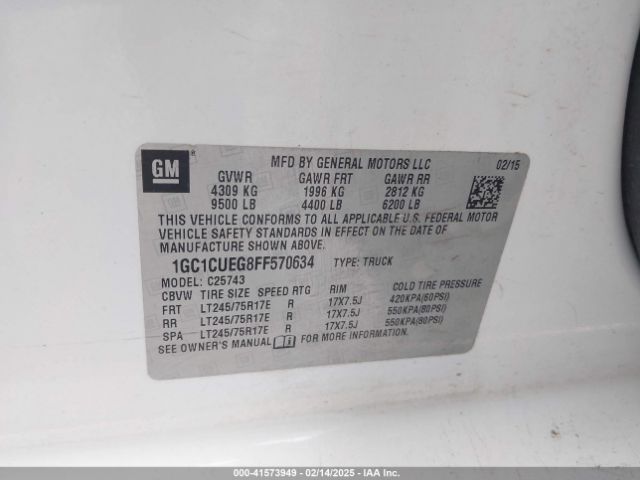 GM ®
MFD BY GENERAL MOTORS LLC 02/15
GVWR GAWR FRT GAWR RR
4309 KG 1996 KG 2812 KG
9500 LB 4400 LB 6200 LB
THIS VEHICLE CONFORMS TO ALL APPLICABLE U.S. FEDERAL MOTOR
VEHICLE SAFETY STANDARDS IN EFFECT ON THE DATE OF
MANUFACTURE SHOWN ABOVE.
1GC1CUEG8FF570634 TYPE: TRUCK
MODEL: C25743
CBVW TIRE SIZE SPEED RTG RIM COLD TIRE PRESSURE
FRT LT245/75R17E R 17X7.5J 420KPA(60PSI)
RR LT245/75R17E R 17X7.5J 550KPA(80PSI)
SPA LT245/75R17E R 17X7.5J 550KPA(80PSI)
SEE OWNER'S MANUAL FOR MORE INFORMATION.
000-41573949 - 02/14/2025 - IAA Inc.